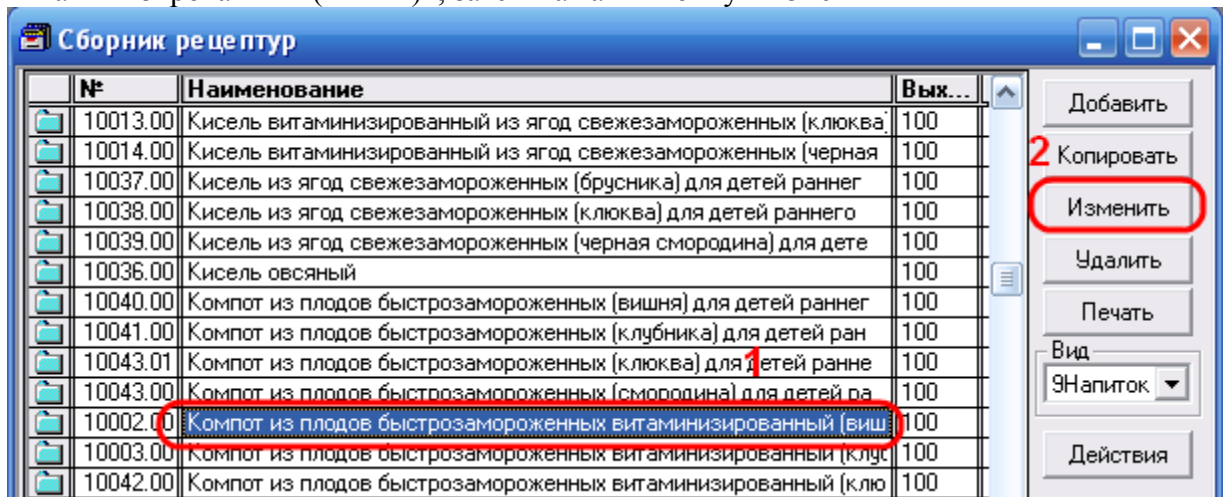 Сборник рецептур
№ Наименование Вых...
10013.00 Кисель витаминизированный из ягод свежезамороженных (клюква)
10014.00 Кисель витаминизированный из ягод свежезамороженных (черная
10037.00 Кисель из ягод свежезамороженных (брусника) для детей раннег 100
10038.00 Кисель из ягод свежезамороженных (клюква) для детей раннего 100
10039.00 Кисель из ягод свежезамороженных (черная смородина) для дете 100
10036.00 Кисель овсяный 100
10040.00 Компот из плодов быстрозамороженных (вишня) для детей раннег 100
10041.00 Компот из плодов быстрозамороженных (клубника) для детей ран 100
10043.01 Компот из плодов быстрозамороженных (клюква) для детей ранне 100
10043.00 Компот из плодов быстрозамороженных (смородина) для детей ра 100
10002.00 Компот из плодов быстрозамороженных витаминизированный (виш 100
10003.00 Компот из плодов быстрозамороженных витаминизированный (клуб 100
10042.00 Компот из плодов быстрозамороженных витаминизированный (клю 100
1
Добавить
2 Копировать
Изменить
Удалить
Печать
Вид
9Напиток
Действия